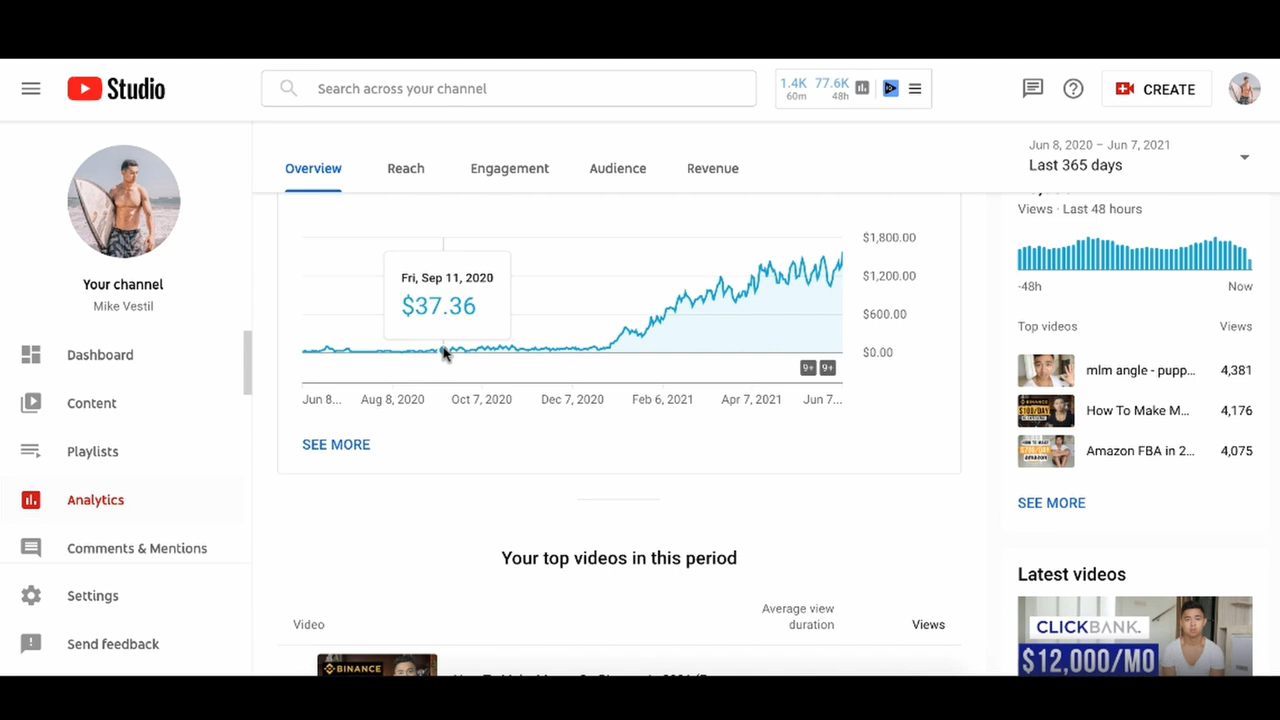 Studio
Search across your channel
1.4K 77.6K
60m 48h
CREATE
Your channel
Mike Vestil
Dashboard
Content
Playlists
Analytics
Comments & Mentions
Settings
Send feedback
Overview Reach Engagement Audience Revenue
Jun 8, 2020 – Jun 7, 2021
Last 365 days
$1,800.00
$1,200.00
$600.00
$0.00
Fri, Sep 11, 2020
$37.36
9+ 9+
Jun 8... Aug 8, 2020 Oct 7, 2020 Dec 7, 2020 Feb 6, 2021 Apr 7, 2021 Jun 7...
SEE MORE
Your top videos in this period
Video Average view duration Views
BINANCE
Views · Last 48 hours
-48h Now
Top videos Views
mlm angle - pupp... 4,381
How To Make M... 4,176
Amazon FBA in 2... 4,075
SEE MORE
Latest videos
CLICKBANK.
$12,000/MO